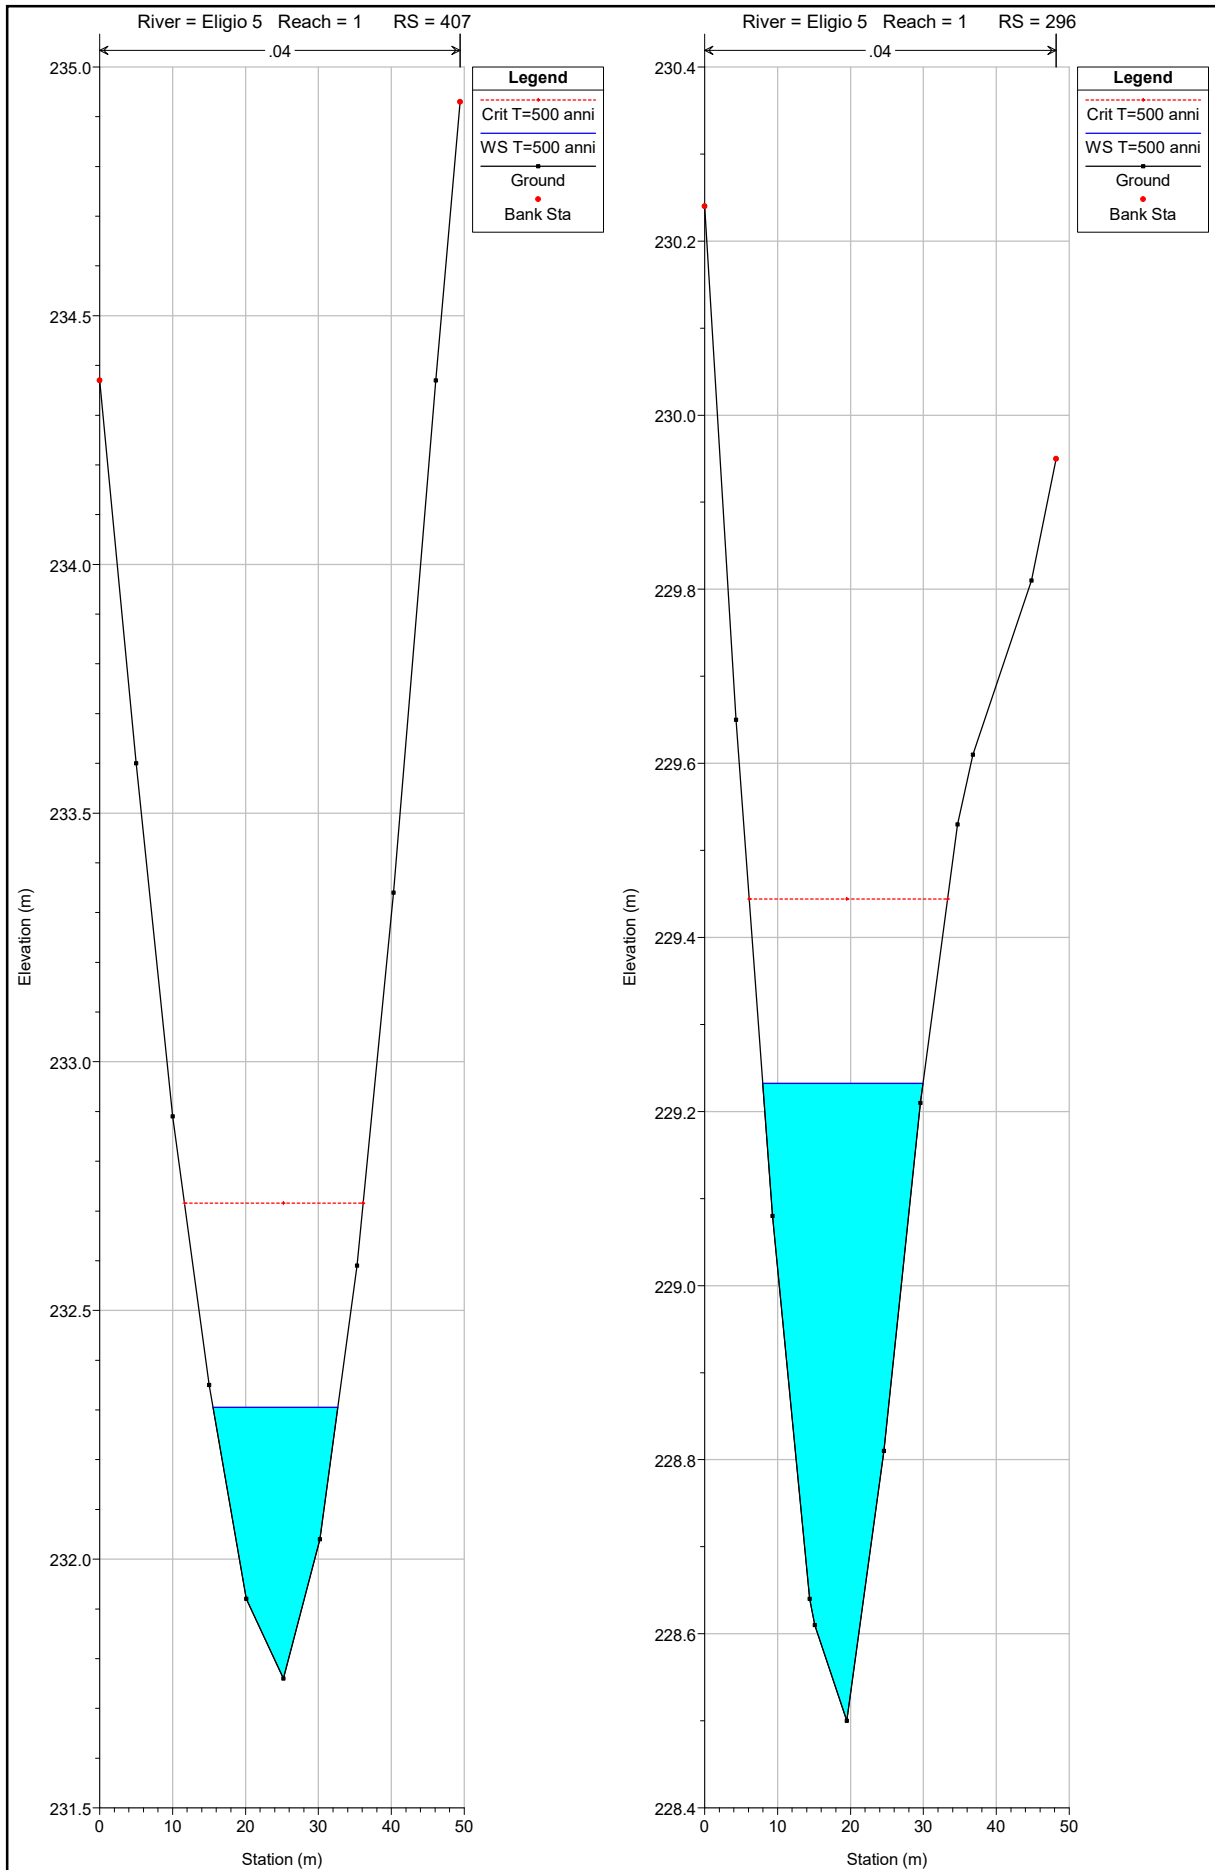 River = Eligio 5 Reach = 1 RS = 407
.04
235.0
234.5
234.0
233.5
233.0
232.5
232.0
231.5
Elevation (m)
0 10 20 30 40 50
Station (m)
Legend
Crit T=500 anni
WS T=500 anni
Ground
Bank Sta
River = Eligio 5 Reach = 1 RS = 296
.04
230.4
230.2
230.0
229.8
229.6
229.4
229.2
229.0
228.8
228.6
228.4
Elevation (m)
0 10 20 30 40 50
Station (m)
Legend
Crit T=500 anni
WS T=500 anni
Ground
Bank Sta